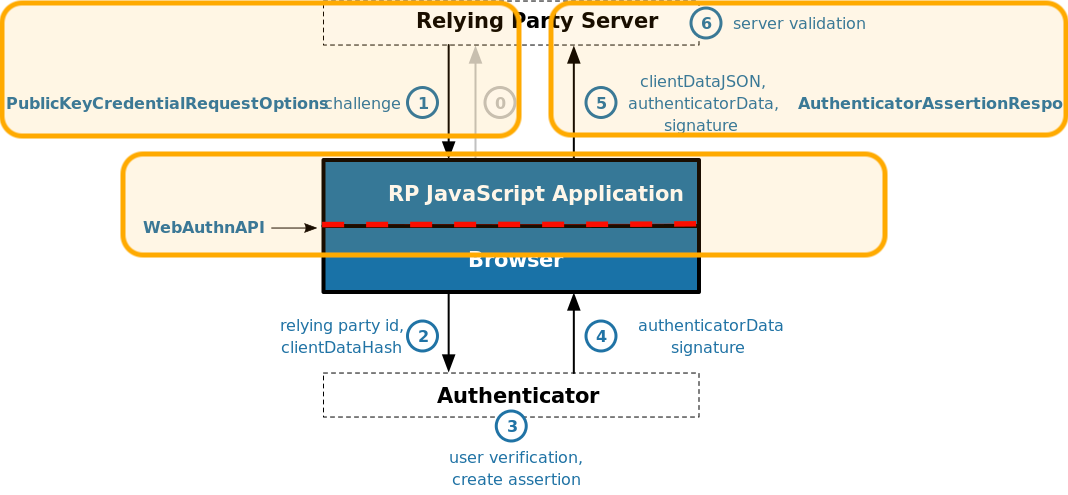 Relying Party Server
6 server validation
PublicKeyCredentialRequestOptions challenge 1 0
5 clientDataJSON,
authenticatorData,
signature
AuthenticatorAssertionRespo
RP JavaScript Application
WebAuthnAPI
Browser
relying party id,
clientDataHash
2
4
authenticatorData
signature
Authenticator
3
user verification,
create assertion